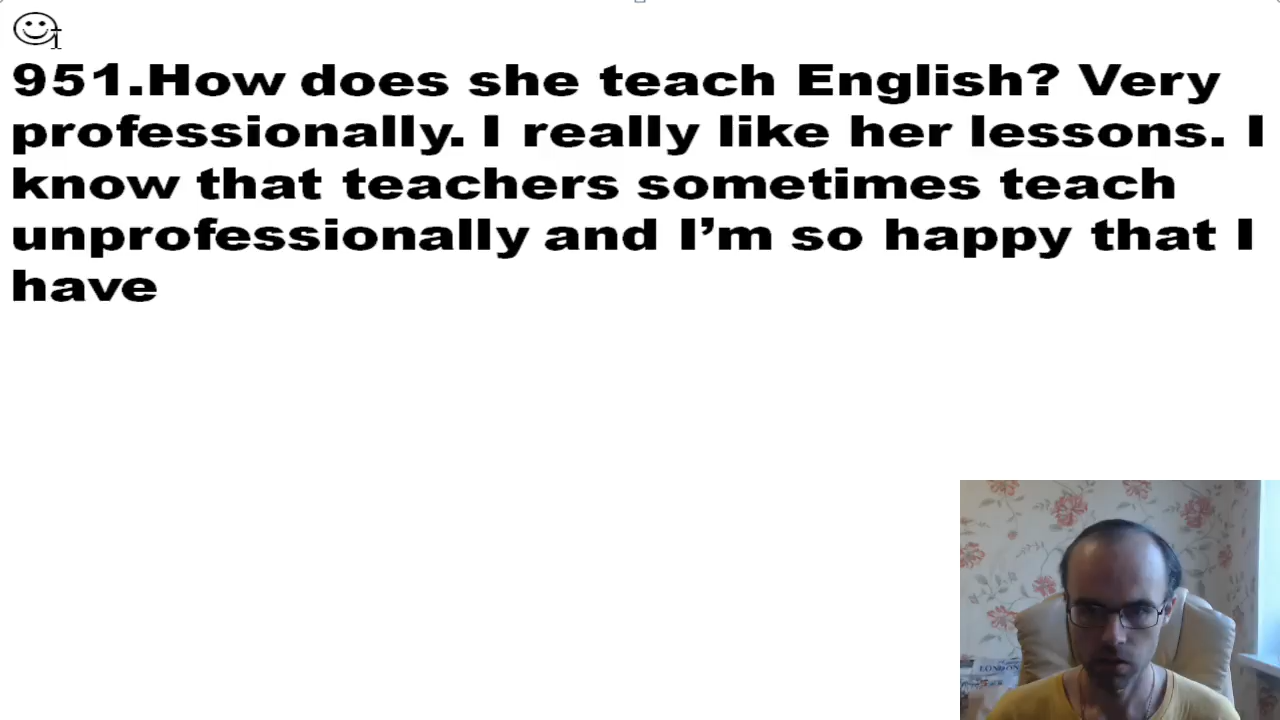 951.How does she teach English? Very
professionally. I really like her lessons. I
know that teachers sometimes teach
unprofessionally and I’m so happy that I
have
LONDON